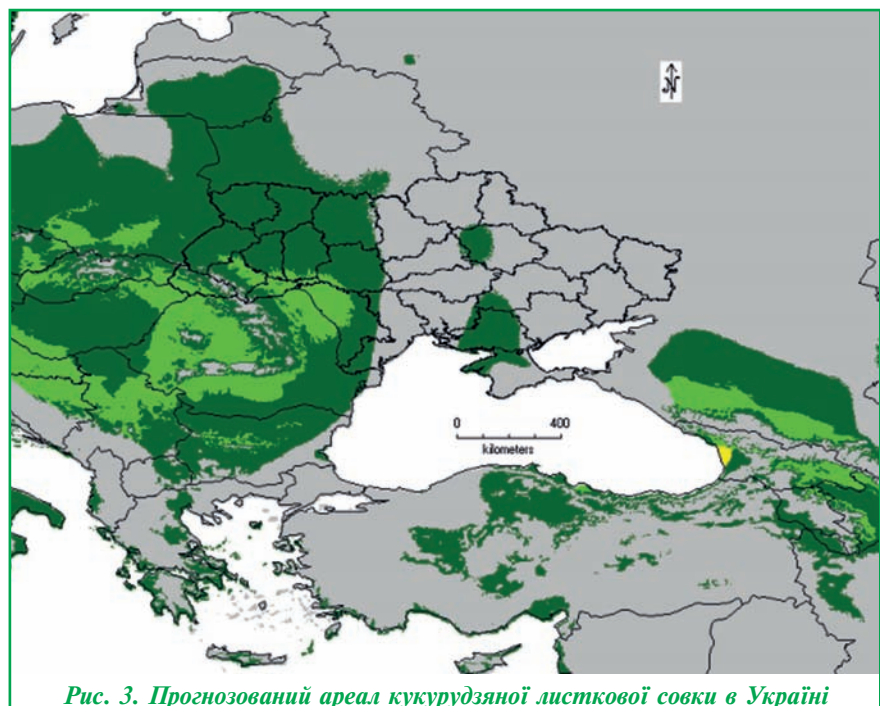 N
0 400
kilometers
Рис. 3. Прогнозований ареал кукурудзяної листкової совки в Україні